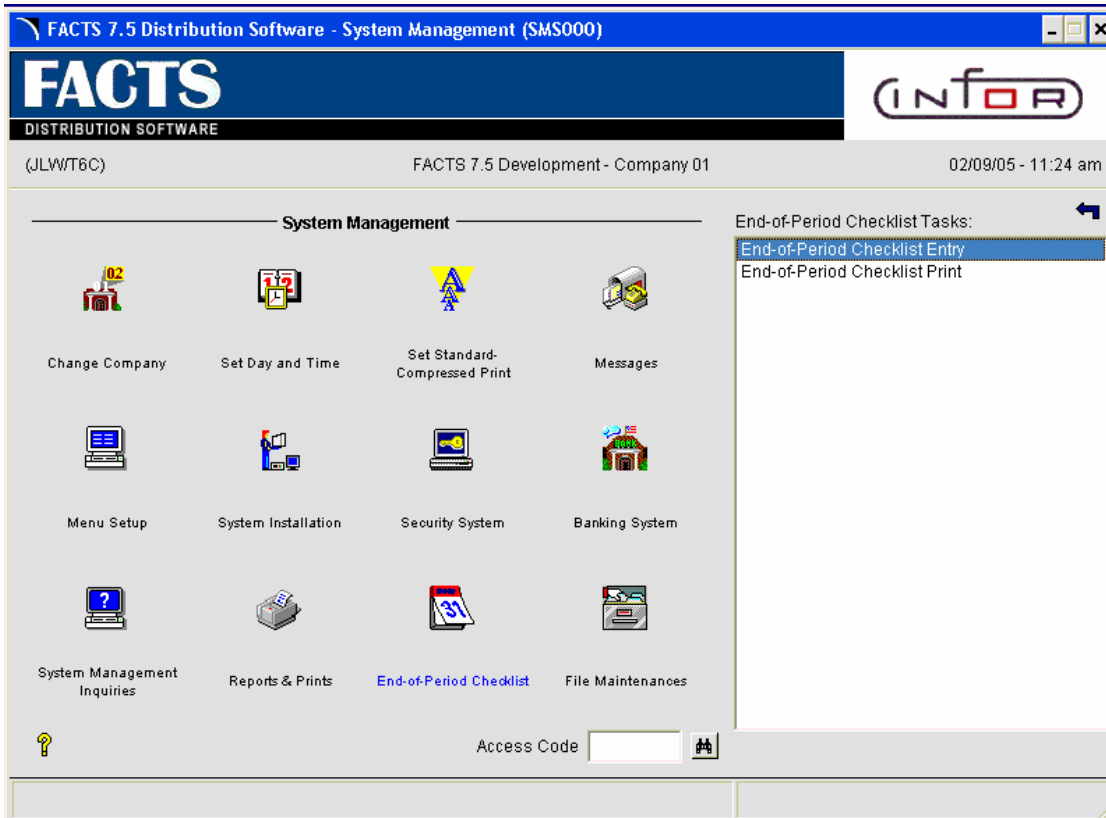 FACTS 7.5 Distribution Software - System Management (SMS000)
FACTS
DISTRIBUTION SOFTWARE
infor
(JLW/T6C)
FACTS 7.5 Development - Company 01
02/09/05 - 11:24 am
System Management
End-of-Period Checklist Tasks:
End-of-Period Checklist Entry
End-of-Period Checklist Print
02
Change Company
Set Day and Time
Set Standard-
Compressed Print
Messages
Menu Setup
System Installation
Security System
BANK
Banking System
31
System Management
Inquiries
Reports & Prints
End-of-Period Checklist
File Maintenances
Access Code